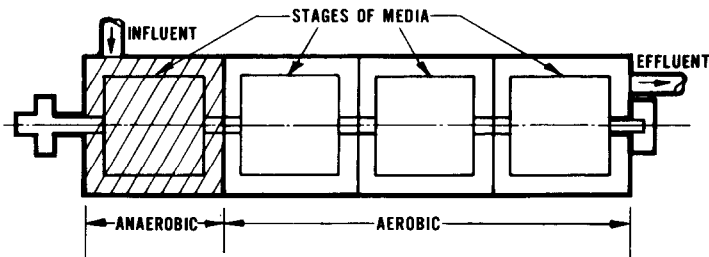 STAGES OF MEDIA
INFLUENT
EFFLUENT
ANAEROBIC
AEROBIC